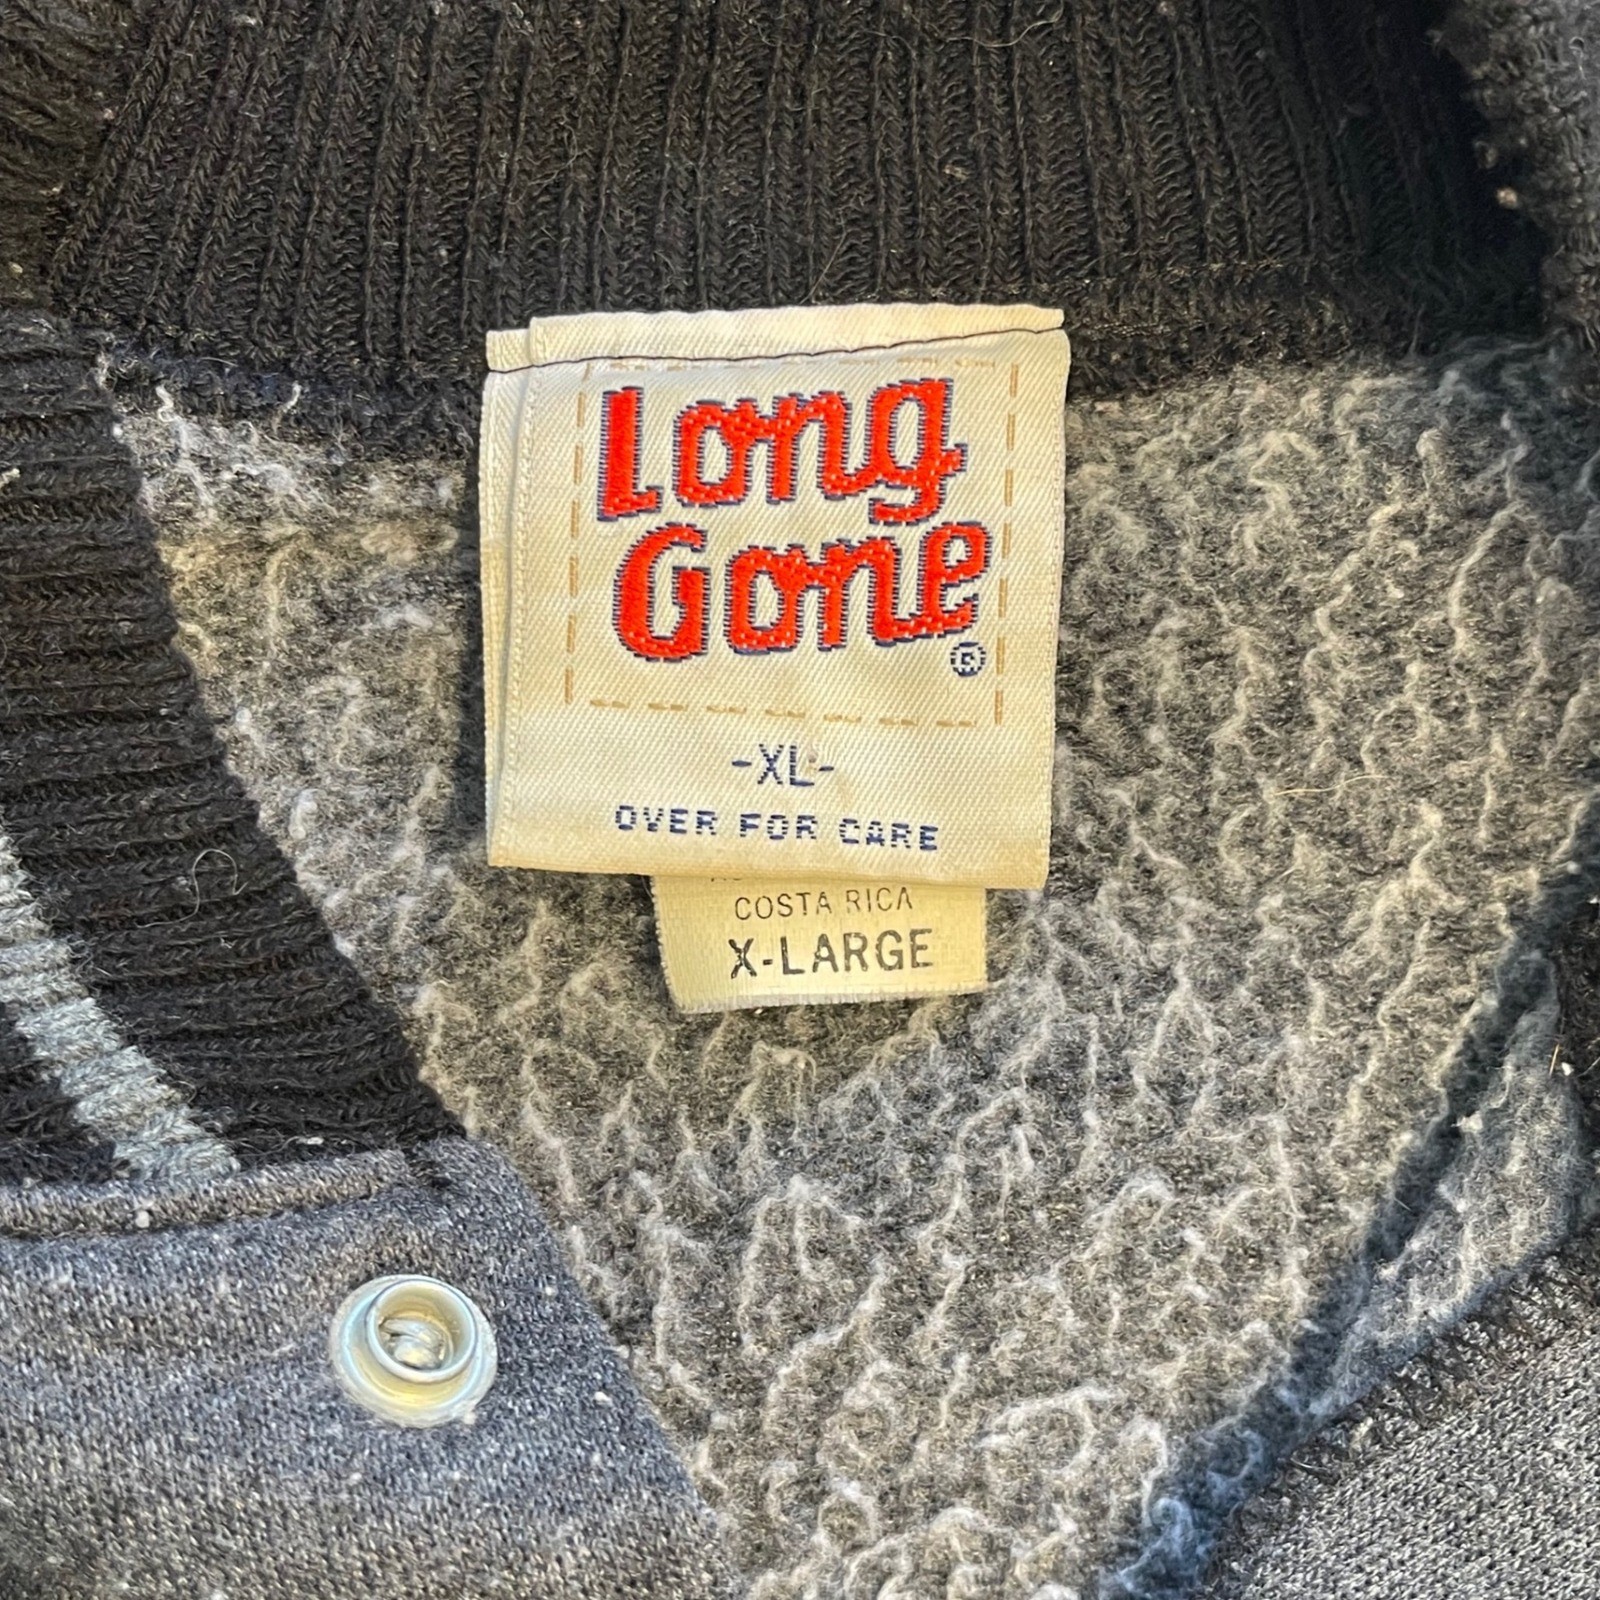 Long
Gone
®
-XL-
OVER FOR CARE
COSTA RICA
X-LARGE